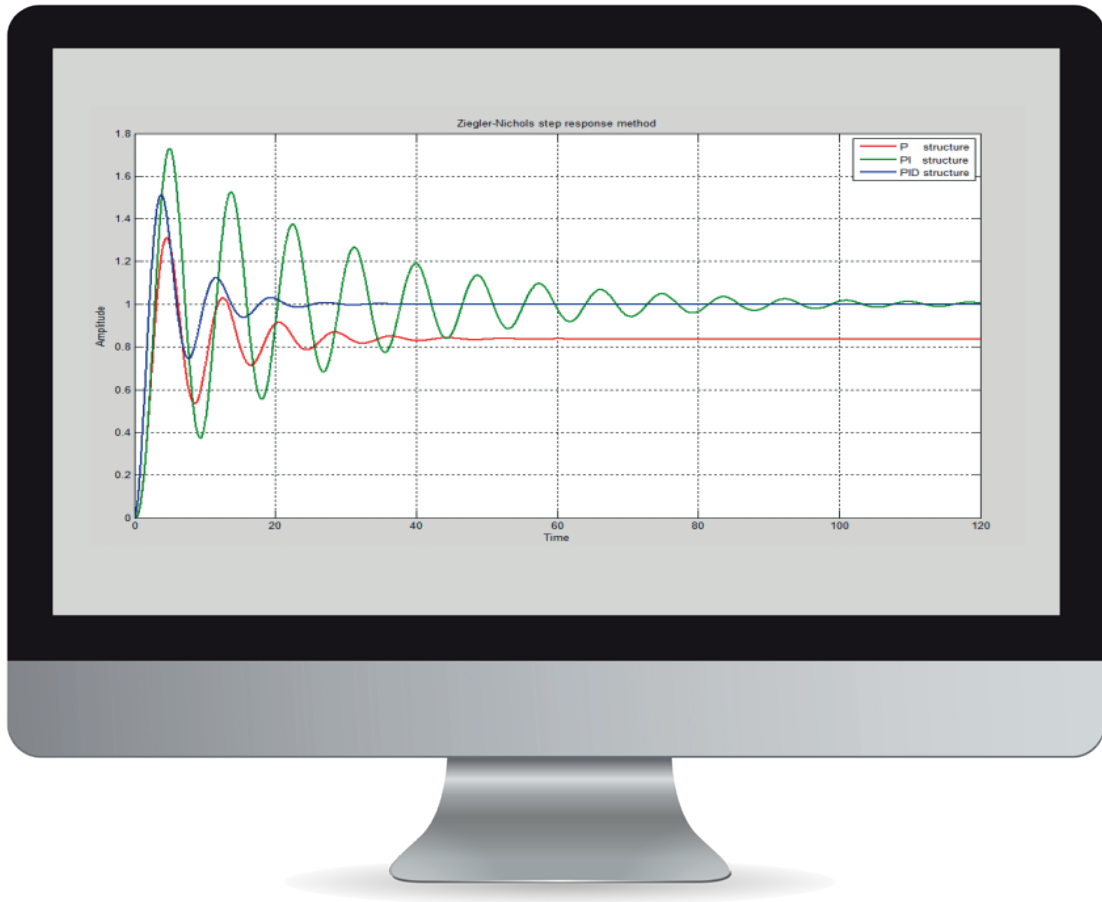 Ziegler-Nichols step response method
P structure
PI structure
PID structure
Amplitude
1.8
1.6
1.4
1.2
1
0.8
0.6
0.4
0.2
0
0 20 40 60 80 100 120
Time